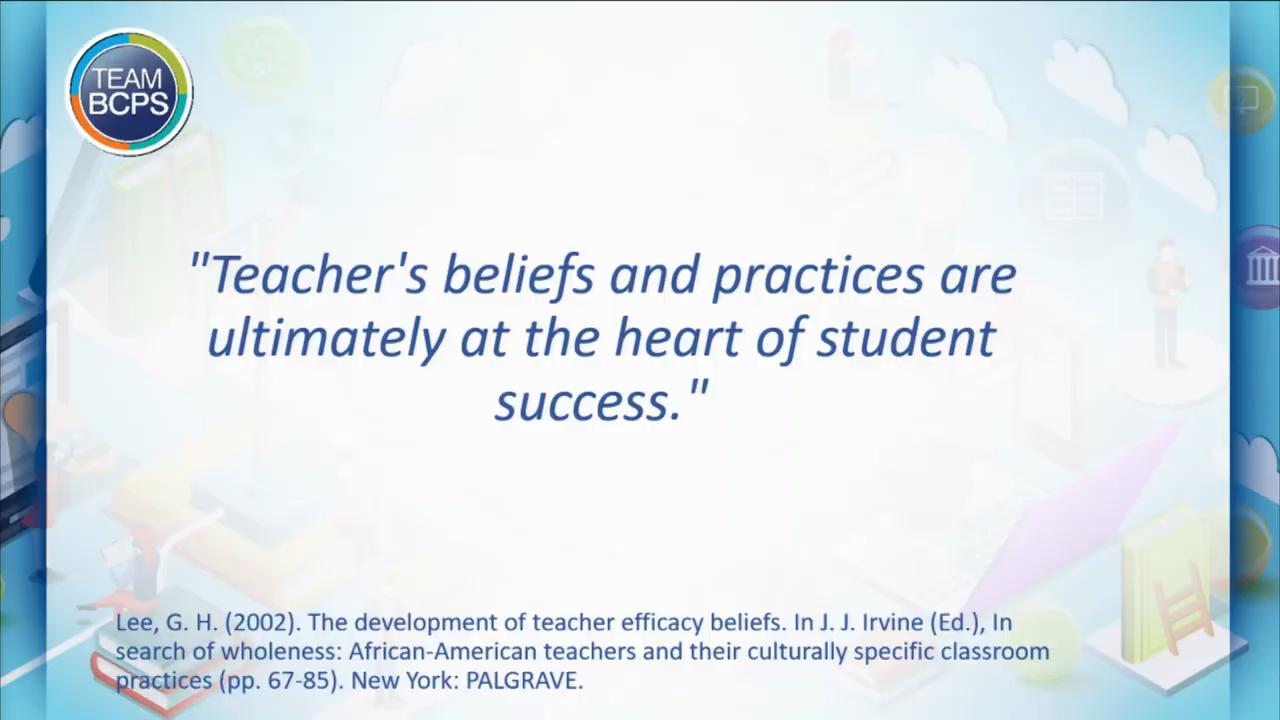 TEAM
BCPS
"Teacher's beliefs and practices are
ultimately at the heart of student
success."
Lee, G. H. (2002). The development of teacher efficacy beliefs. In J. J. Irvine (Ed.), In
search of wholeness: African-American teachers and their culturally specific classroom
practices (pp. 67-85). New York: PALGRAVE.